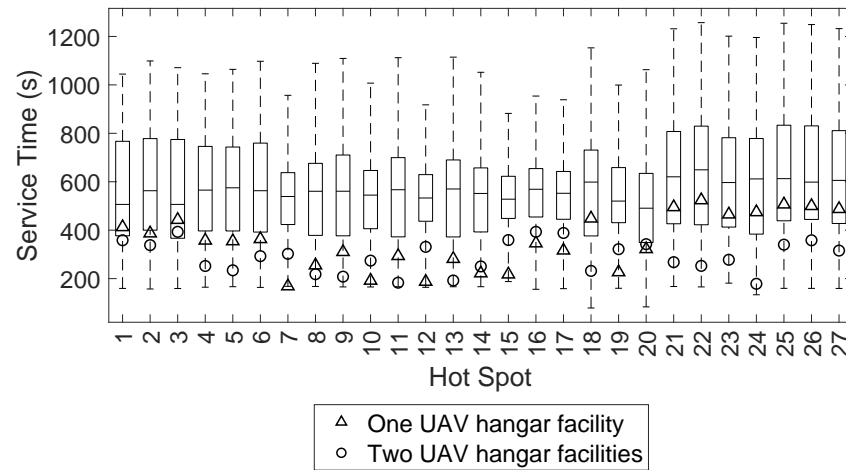 1200
1000
800
600
400
200
Service Time (s)
1 2 3 4 5 6 7 8 9 10 11 12 13 14 15 16 17 18 19 20 21 22 23 24 25 26 27
Hot Spot
One UAV hangar facility
Two UAV hangar facilities